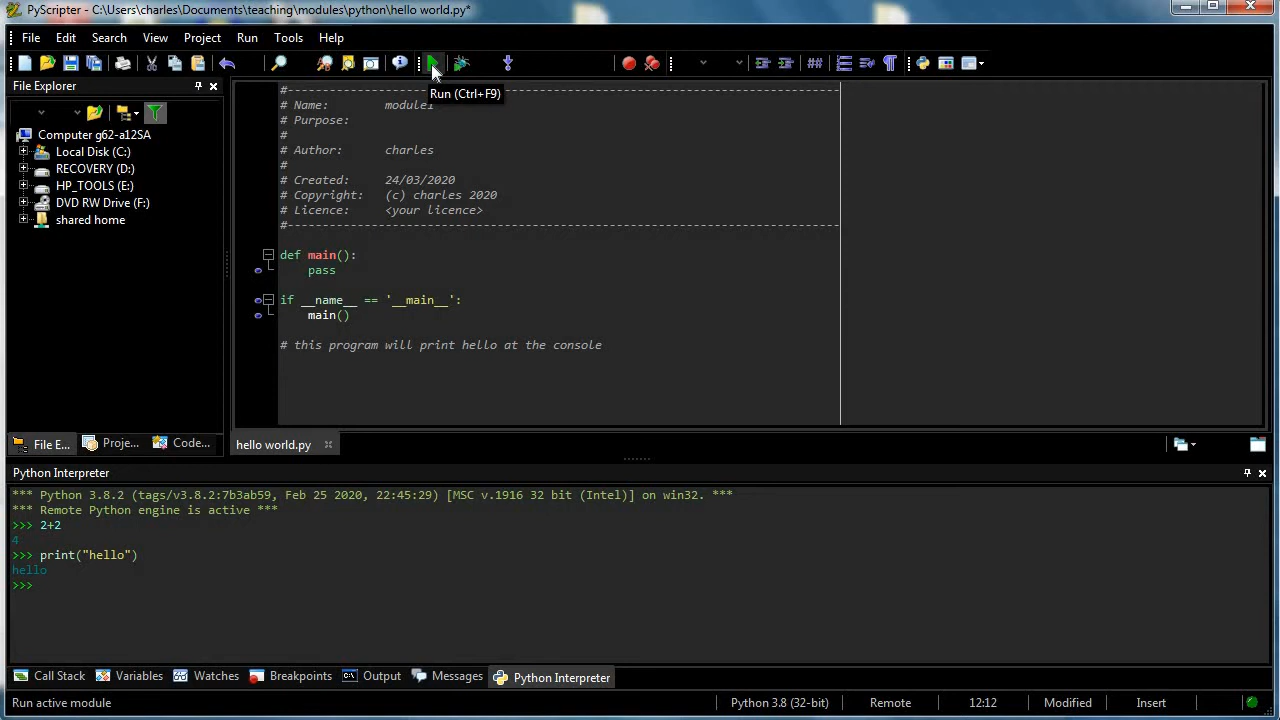 PyScripter - C:\Users\charles\Documents\teaching\modules\python\hello world.py*
File Edit Search View Project Run Tools Help
File Explorer
Run (Ctrl+F9)
Computer g62-a12SA
Local Disk (C:)
RECOVERY (D:)
HP_TOOLS (E:)
DVD RW Drive (F:)
shared home
File E... Proje... Code...
#-------------------------------------------------------------------------------
# Name:        module1
# Purpose:
#
# Author:      charles
#
# Created:     24/03/2020
# Copyright:   (c) charles 2020
# Licence:     <your licence>
#-------------------------------------------------------------------------------
def main():
    pass
if __name__ == '__main__':
    main()
# this program will print hello at the console
hello world.py
Python Interpreter
*** Python 3.8.2 (tags/v3.8.2:7b3ab59, Feb 25 2020, 22:45:29) [MSC v.1916 32 bit (Intel)] on win32. ***
*** Remote Python engine is active ***
>>> 2+2
4
>>> print("hello")
hello
>>>
Call Stack Variables Watches Breakpoints Output Messages Python Interpreter
Run active module Python 3.8 (32-bit) Remote 12:12 Modified Insert